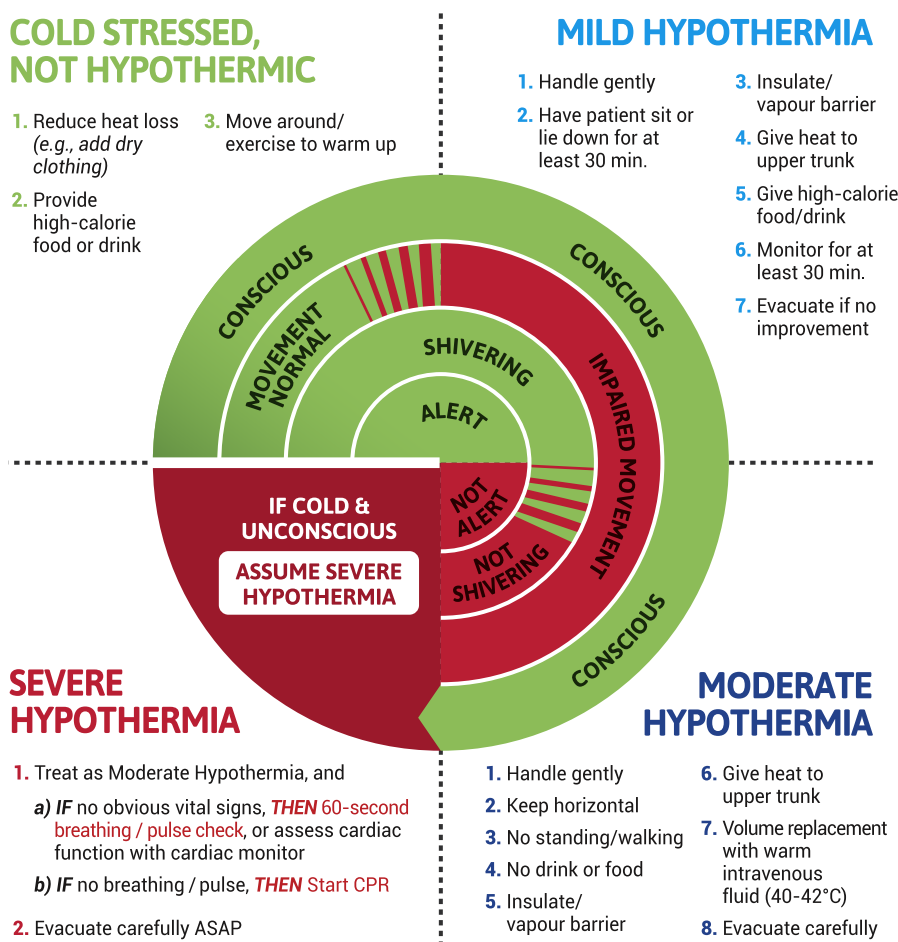 COLD STRESSED,
NOT HYPOTHERMIC
1. Reduce heat loss
(e.g., add dry
clothing)
2. Provide
high-calorie
food or drink
3. Move around/
exercise to warm up
MILD HYPOTHERMIA
1. Handle gently
2. Have patient sit or
lie down for at
least 30 min.
3. Insulate/
vapour barrier
4. Give heat to
upper trunk
5. Give high-calorie
food/drink
6. Monitor for at
least 30 min.
7. Evacuate if no
improvement
CONSCIOUS
MOVEMENT
NORMAL
SHIVERING
ALERT
CONSCIOUS
IMPAIRED MOVEMENT
NOT
ALERT
NOT
SHIVERING
CONSCIOUS
IF COLD &
UNCONSCIOUS
ASSUME SEVERE
HYPOTHERMIA
SEVERE
HYPOTHERMIA
1. Treat as Moderate Hypothermia, and
a) IF no obvious vital signs, THEN 60-second
breathing / pulse check, or assess cardiac
function with cardiac monitor
b) IF no breathing / pulse, THEN Start CPR
2. Evacuate carefully ASAP
MODERATE
HYPOTHERMIA
1. Handle gently
2. Keep horizontal
3. No standing/walking
4. No drink or food
5. Insulate/
vapour barrier
6. Give heat to
upper trunk
7. Volume replacement
with warm
intravenous
fluid (40-42°C)
8. Evacuate carefully